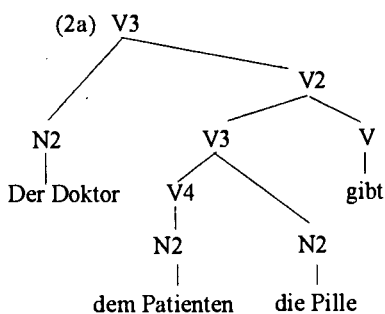 (2a) V3
V2
N2 V3 V
Der Doktor V4 gibt
N2 N2
dem Patienten die Pille